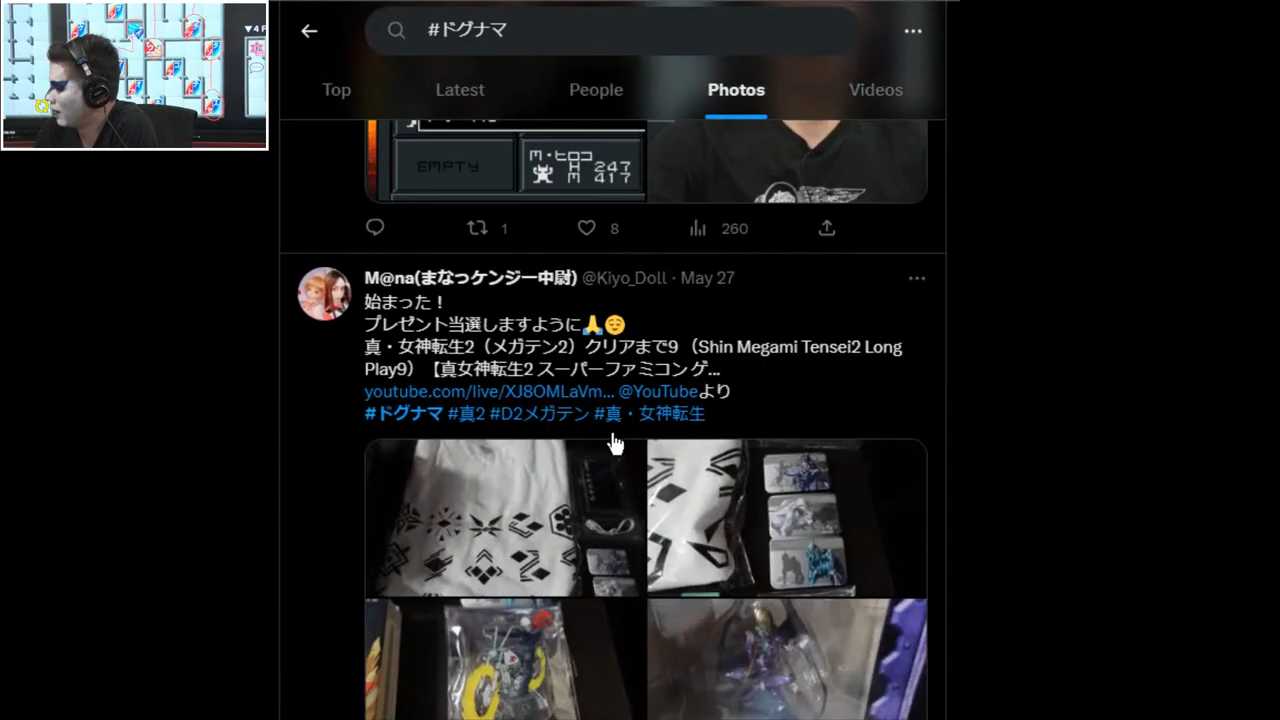 ▼4F
#ドグナマ
Top
Latest
People
Photos
Videos
EMPTY
M・ヒロコ
H 247
M 417
1
8
260
M@na(まなっケンジー中尉) @Kiyo_Doll · May 27
始まった！
プレゼント当選しますように🙏😌
真・女神転生2（メガテン2）クリアまで9 （Shin Megami Tensei2 Long
Play9）【真女神転生2 スーパーファミコン ゲ...
youtube.com/live/XJ8OMLaVm... @YouTubeより
#ドグナマ #真2 #D2メガテン #真・女神転生